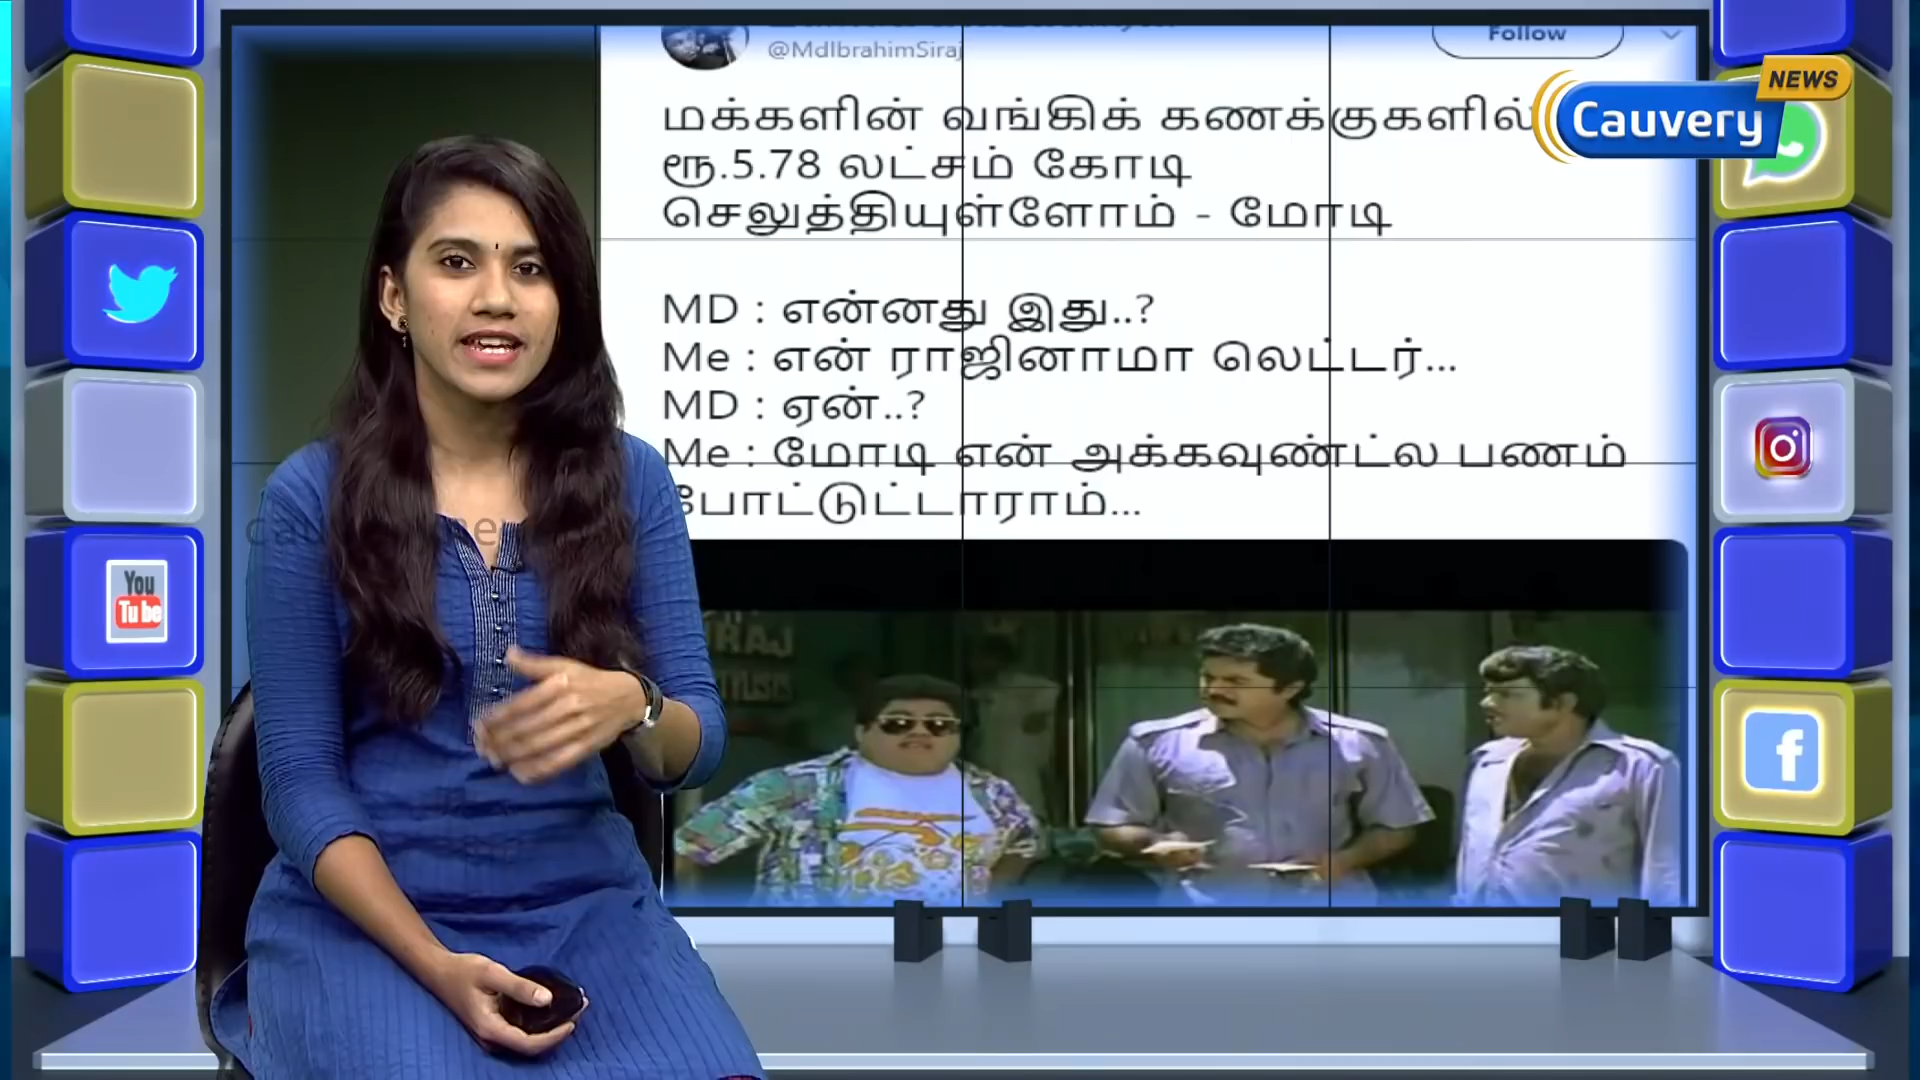 @MdIbrahimSiraj
Follow
NEWS
Cauvery
மக்களின் வங்கிக் கணக்குகளில்
ரூ.5.78 லட்சம் கோடி
செலுத்தியுள்ளோம் - மோடி
MD : என்னது இது..?
Me : என் ராஜினாமா லெட்டர்...
MD : ஏன்..?
Me : மோடி என் அக்கவுண்ட்ல பணம்
போட்டுட்டாராம்...
You
Tube